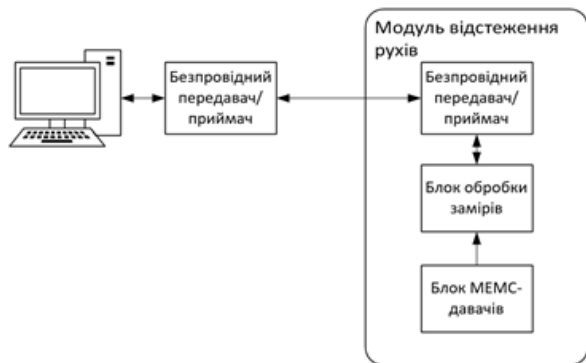 Модуль відстеження
рухів
Безпровідний
передавач/
приймач
Безпровідний
передавач/
приймач
Блок обробки
замірів
Блок МЕМС-
давачів